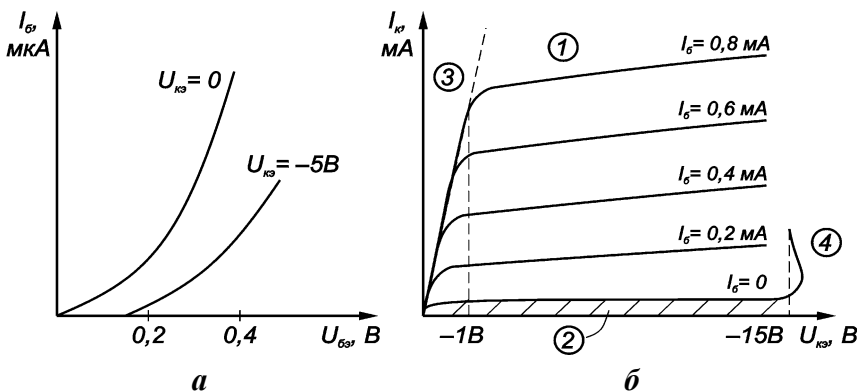 Iб,
мкА
Uкэ= 0
Uкэ= –5В
0,2
0,4
Uбэ, В
а
Iк,
мА
1
3
Iб= 0,8 мА
Iб= 0,6 мА
Iб= 0,4 мА
Iб= 0,2 мА
4
Iб= 0
–1В
2
–15В
Uкэ, В
б